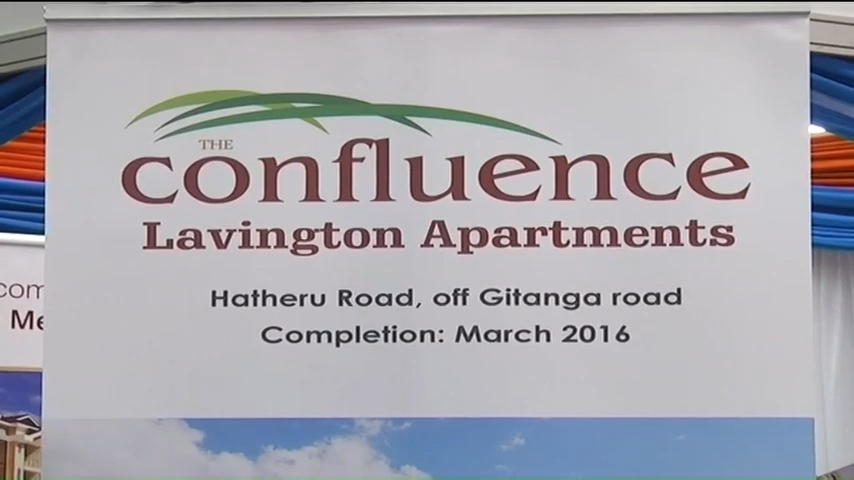 THE
confluence
Lavington Apartments
Hatheru Road, off Gitanga road
Completion: March 2016